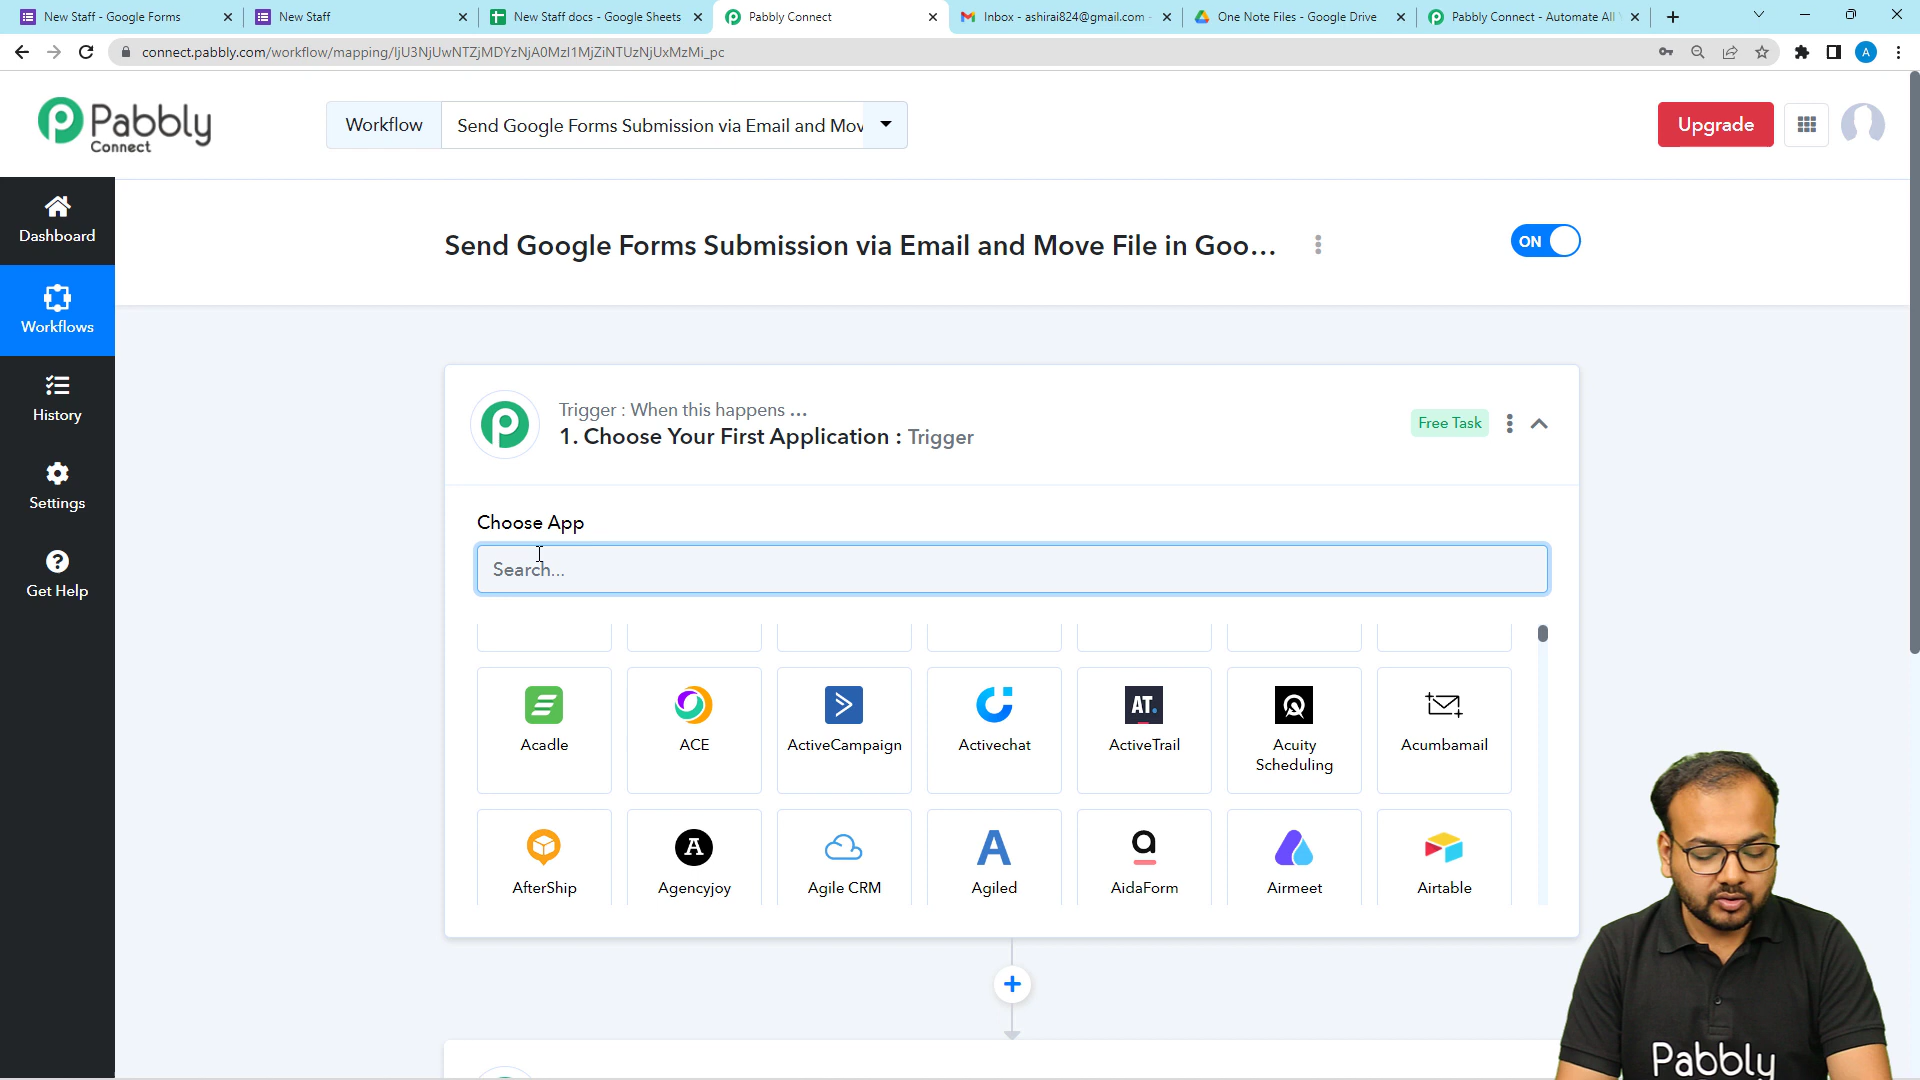 New Staff - Google Forms
New Staff
New Staff docs - Google Sheets
Pabbly Connect
Inbox - ashirai824@gmail.com -
One Note Files - Google Drive
Pabbly Connect - Automate All
connect.pabbly.com/workflow/mapping/IjU3NjUwNTZjMDYzNjA0MzI1MjZiNTUzNjUxMzMi_pc
A
Pabbly
Connect
Workflow
Send Google Forms Submission via Email and Mov
Upgrade
Dashboard
Workflows
History
Settings
Get Help
Send Google Forms Submission via Email and Move File in Goo...
ON
Trigger : When this happens ...
1. Choose Your First Application : Trigger
Free Task
Choose App
Search...
AT.
Acadle
ACE
ActiveCampaign
Activechat
ActiveTrail
Acuity
Scheduling
Acumbamail
AfterShip
Agencyjoy
Agile CRM
Agiled
AidaForm
Airmeet
Airtable
Pabbly